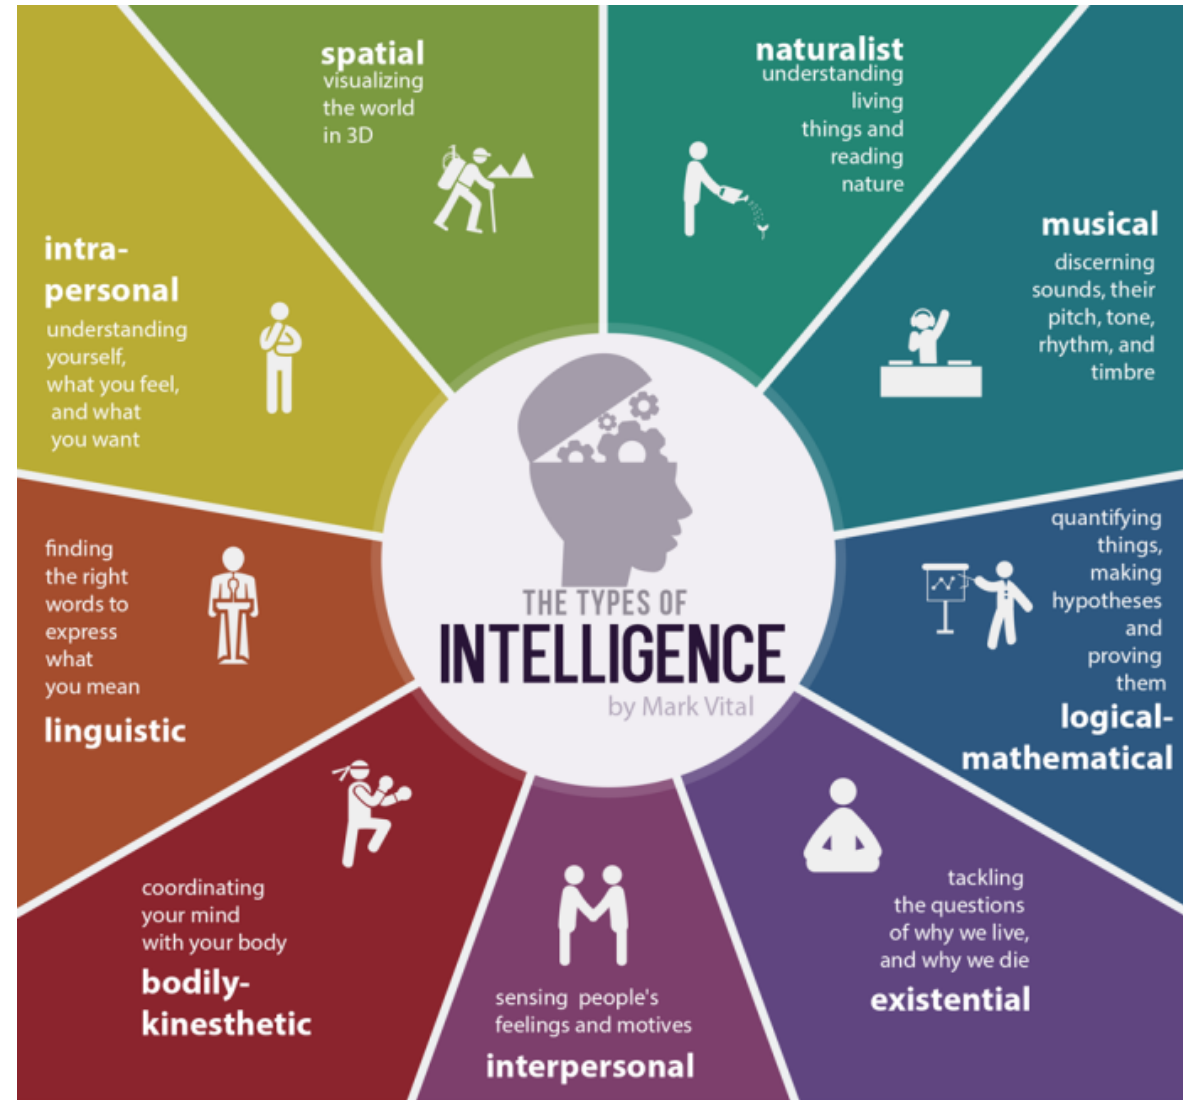 spatial
visualizing
the world
in 3D
naturalist
understanding
living
things and
reading
nature
musical
discerning
sounds, their
pitch, tone,
rhythm, and
timbre
quantifying
things,
making
hypotheses
and
proving
them
logical-
mathematical
tackling
the questions
of why we live,
and why we die
existential
sensing people's
feelings and motives
interpersonal
coordinating
your mind
with your body
bodily-
kinesthetic
finding
the right
words to
express
what
you mean
linguistic
intra-
personal
understanding
yourself,
what you feel,
and what
you want
THE TYPES OF
INTELLIGENCE
by Mark Vital